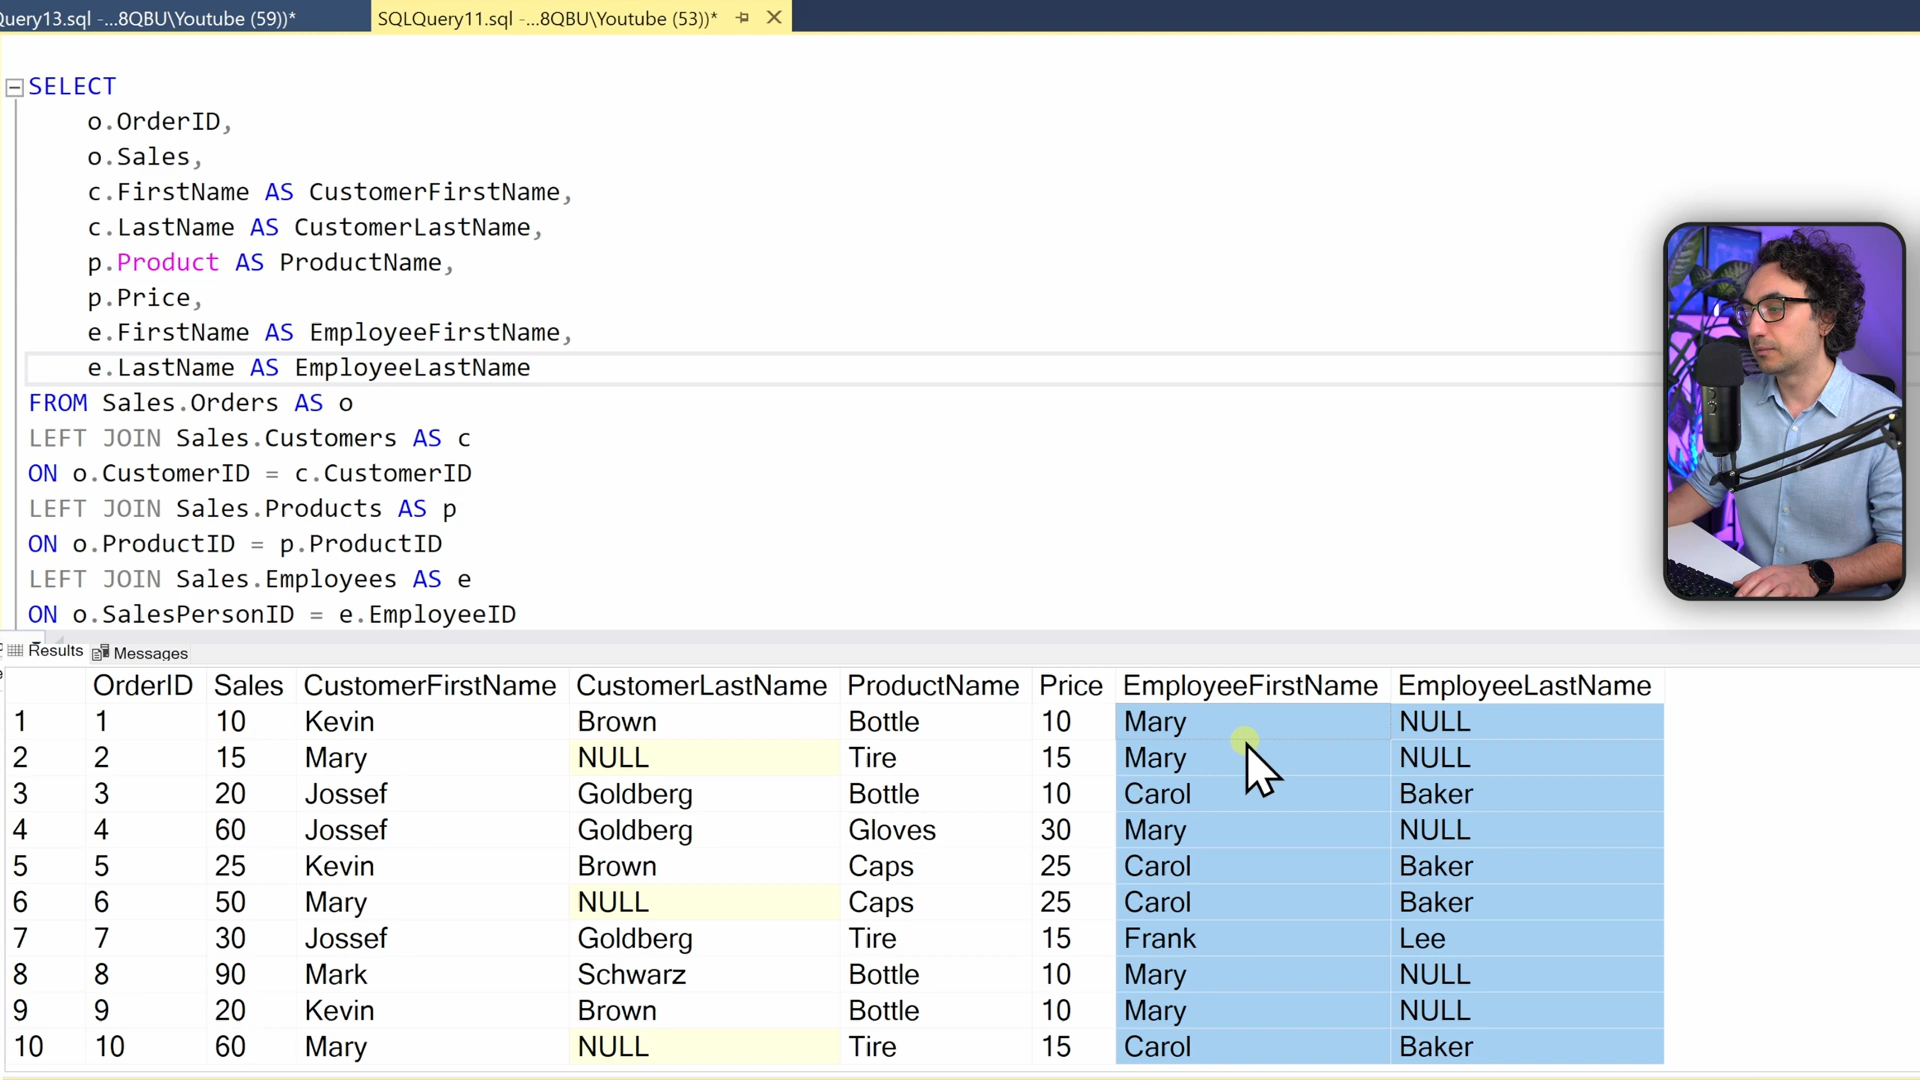 Query13.sql -...8QBU\Youtube (59))*
SQLQuery11.sql -...8QBU\Youtube (53))*
SELECT
o.OrderID,
o.Sales,
c.FirstName AS CustomerFirstName,
c.LastName AS CustomerLastName,
p.Product AS ProductName,
p.Price,
e.FirstName AS EmployeeFirstName,
e.LastName AS EmployeeLastName
FROM Sales.Orders AS o
LEFT JOIN Sales.Customers AS c
ON o.CustomerID = c.CustomerID
LEFT JOIN Sales.Products AS p
ON o.ProductID = p.ProductID
LEFT JOIN Sales.Employees AS e
ON o.SalesPersonID = e.EmployeeID
Results Messages
OrderID Sales CustomerFirstName CustomerLastName ProductName Price EmployeeFirstName EmployeeLastName
1 1 10 Kevin Brown Bottle 10 Mary NULL
2 2 15 Mary NULL Tire 15 Mary NULL
3 3 20 Jossef Goldberg Bottle 10 Carol Baker
4 4 60 Jossef Goldberg Gloves 30 Mary NULL
5 5 25 Kevin Brown Caps 25 Carol Baker
6 6 50 Mary NULL Caps 25 Carol Baker
7 7 30 Jossef Goldberg Tire 15 Frank Lee
8 8 90 Mark Schwarz Bottle 10 Mary NULL
9 9 20 Kevin Brown Bottle 10 Mary NULL
10 10 60 Mary NULL Tire 15 Carol Baker